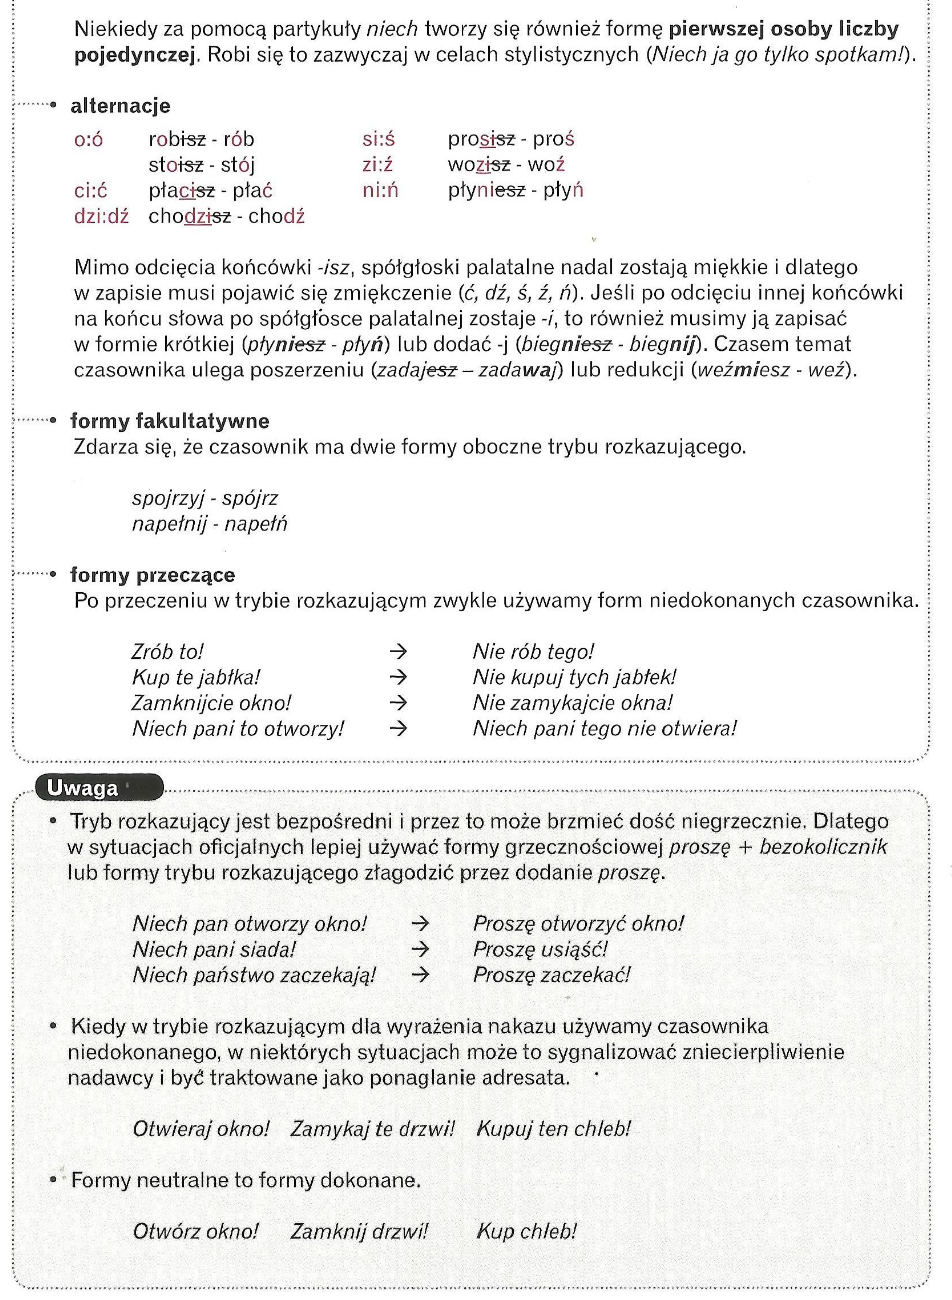 Niekiedy za pomocą partykuły niech tworzy się również formę pierwszej osoby liczby
pojedynczej. Robi się to zazwyczaj w celach stylistycznych (Niech ja go tylko spotkam!).
• alternacje
o:ó robisz - rób si:ś prosisz - proś
stoisz - stój zi:ź wozisz - woź
ci:ć płacisz - płać ni:ń płyniesz - płyń
dzi:dź chodzisz - chodź
Mimo odcięcia końcówki -isz, spółgłoski palatalne nadal zostają miękkie i dlatego
w zapisie musi pojawić się zmiękczenie (ć, dź, ś, ź, ń). Jeśli po odcięciu innej końcówki
na końcu słowa po spółgłosce palatalnej zostaje -i, to również musimy ją zapisać
w formie krótkiej (płyniesz - płyń) lub dodać -j (biegniesz - biegnij). Czasem temat
czasownika ulega poszerzeniu (zadajesz – zadawaj) lub redukcji (weźmiesz - weź).
• formy fakultatywne
Zdarza się, że czasownik ma dwie formy oboczne trybu rozkazującego.
spojrzyj - spójrz
napełnij - napełń
• formy przeczące
Po przeczeniu w trybie rozkazującym zwykle używamy form niedokonanych czasownika.
Zrób to! → Nie rób tego!
Kup te jabłka! → Nie kupuj tych jabłek!
Zamknijcie okno! → Nie zamykajcie okna!
Niech pani to otworzy! → Niech pani tego nie otwiera!
Uwaga
• Tryb rozkazujący jest bezpośredni i przez to może brzmieć dość niegrzecznie. Dlatego
w sytuacjach oficjalnych lepiej używać formy grzecznościowej proszę + bezokolicznik
lub formy trybu rozkazującego złagodzić przez dodanie proszę.
Niech pan otworzy okno! → Proszę otworzyć okno!
Niech pani siada! → Proszę usiąść!
Niech państwo zaczekają! → Proszę zaczekać!
• Kiedy w trybie rozkazującym dla wyrażenia nakazu używamy czasownika
niedokonanego, w niektórych sytuacjach może to sygnalizować zniecierpliwienie
nadawcy i być traktowane jako ponaglanie adresata.
Otwieraj okno! Zamykaj te drzwi! Kupuj ten chleb!
• Formy neutralne to formy dokonane.
Otwórz okno! Zamknij drzwi! Kup chleb!